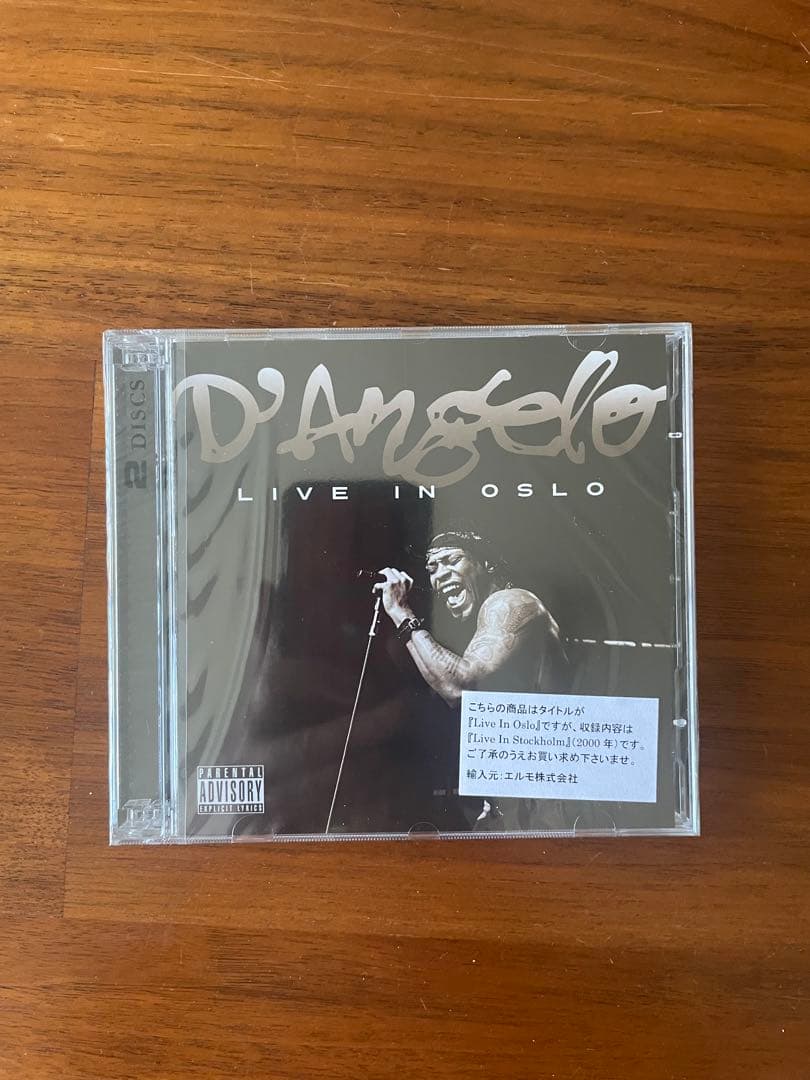 2 DISCS
D'Angelo
LIVE IN OSLO
こちらの商品はタイトルが
『Live In Oslo』ですが、収録内容は
『Live In Stockholm』(2000 年)です。
ご了承のうえお買い求め下さいませ。
輸入元:エルモ株式会社
PARENTAL
ADVISORY
EXPLICIT LYRICS